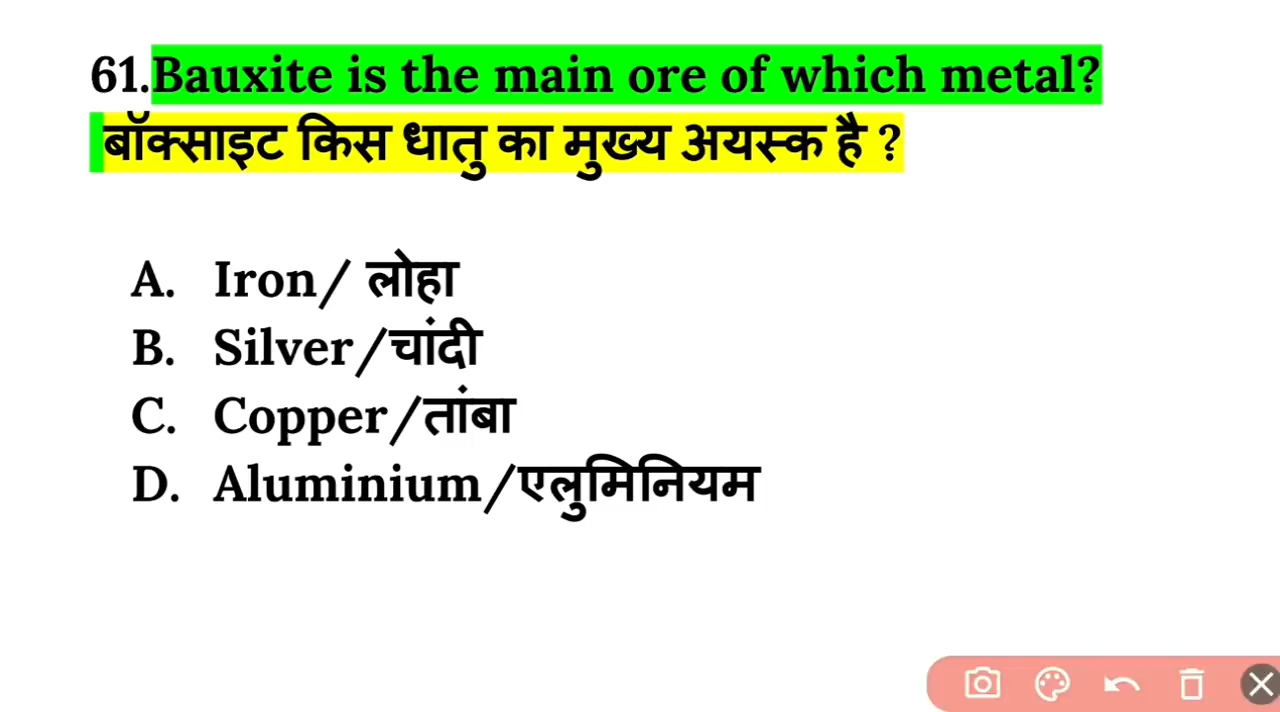 61.Bauxite is the main ore of which metal?
बॉक्साइट किस धातु का मुख्य अयस्क है ?
A. Iron/ लोहा
B. Silver/चांदी
C. Copper/तांबा
D. Aluminium/एलुमिनियम